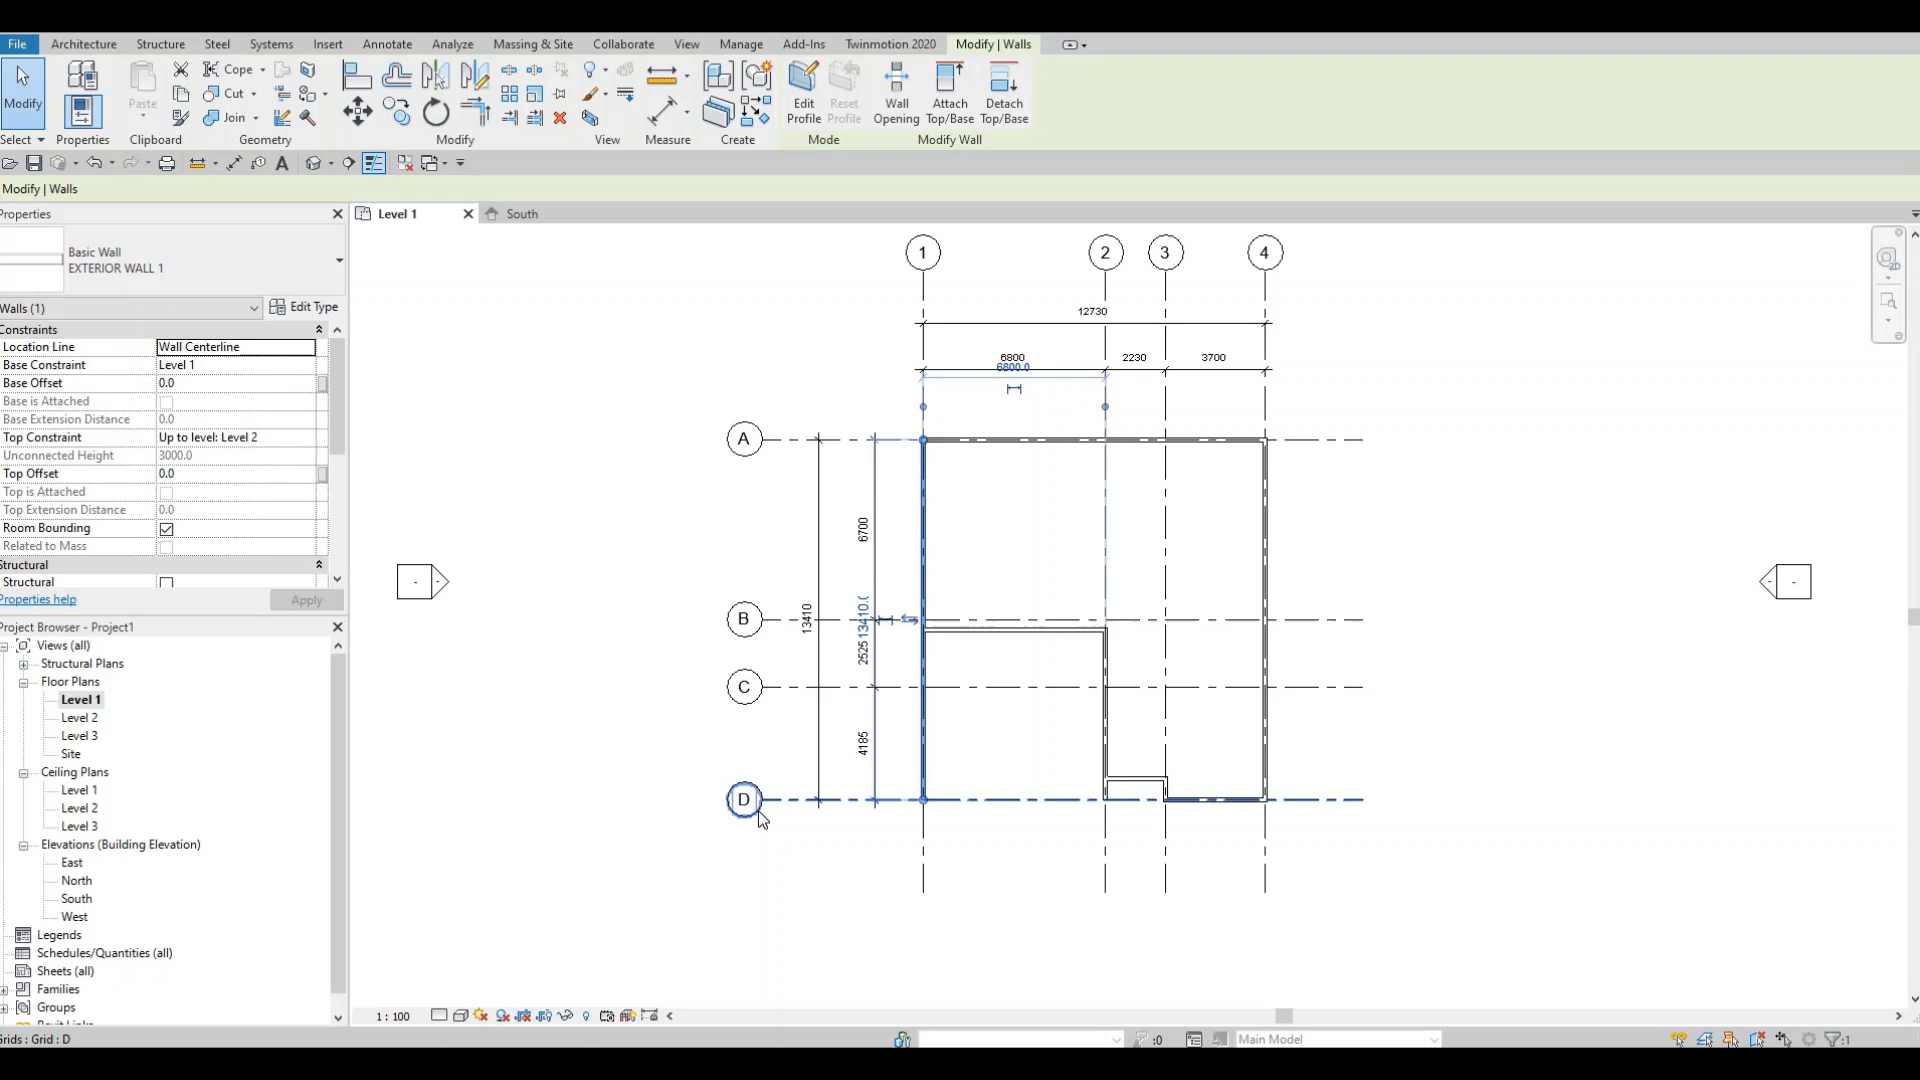 File Architecture Structure Steel Systems Insert Annotate Analyze Massing & Site Collaborate View Manage Add-Ins Twinmotion 2020 Modify | Walls
Modify
Paste
Cope
Cut
Join
Edit Profile
Reset Profile
Wall Opening
Attach Top/Base
Detach Top/Base
Select Properties Clipboard Geometry Modify View Measure Create Mode Modify Wall
Modify | Walls
Properties
Level 1
South
Basic Wall
EXTERIOR WALL 1
Walls (1)
Edit Type
Constraints
Location Line Wall Centerline
Base Constraint Level 1
Base Offset 0.0
Base is Attached
Base Extension Distance 0.0
Top Constraint Up to level: Level 2
Unconnected Height 3000.0
Top Offset 0.0
Top is Attached
Top Extension Distance 0.0
Room Bounding
Related to Mass
Structural
Structural
Properties help
Apply
Project Browser - Project1
Views (all)
Structural Plans
Floor Plans
Level 1
Level 2
Level 3
Site
Ceiling Plans
Level 1
Level 2
Level 3
Elevations (Building Elevation)
East
North
South
West
Legends
Schedules/Quantities (all)
Sheets (all)
Families
Groups
Revit Links
1 2 3 4
12730
6800 2230 3700
6800.0
A
B
C
D
13410
6700
13410.0
2525
4185
1 : 100
Grids : Grid : D
:0
Main Model
:1
2D